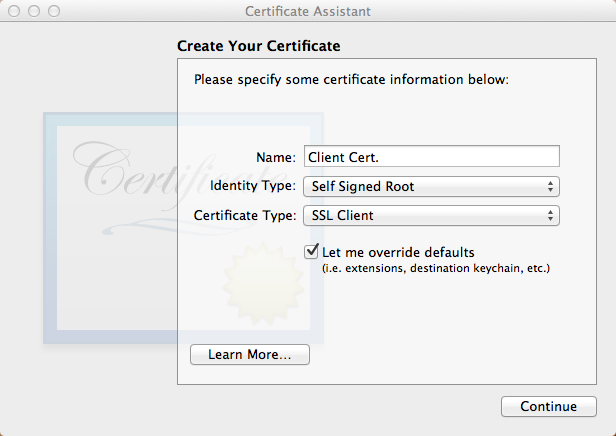 Certificate Assistant
Create Your Certificate
Please specify some certificate information below:
Certificate
Name: Client Cert.
Identity Type: Self Signed Root
Certificate Type: SSL Client
Let me override defaults
(i.e. extensions, destination keychain, etc.)
Learn More...
Continue